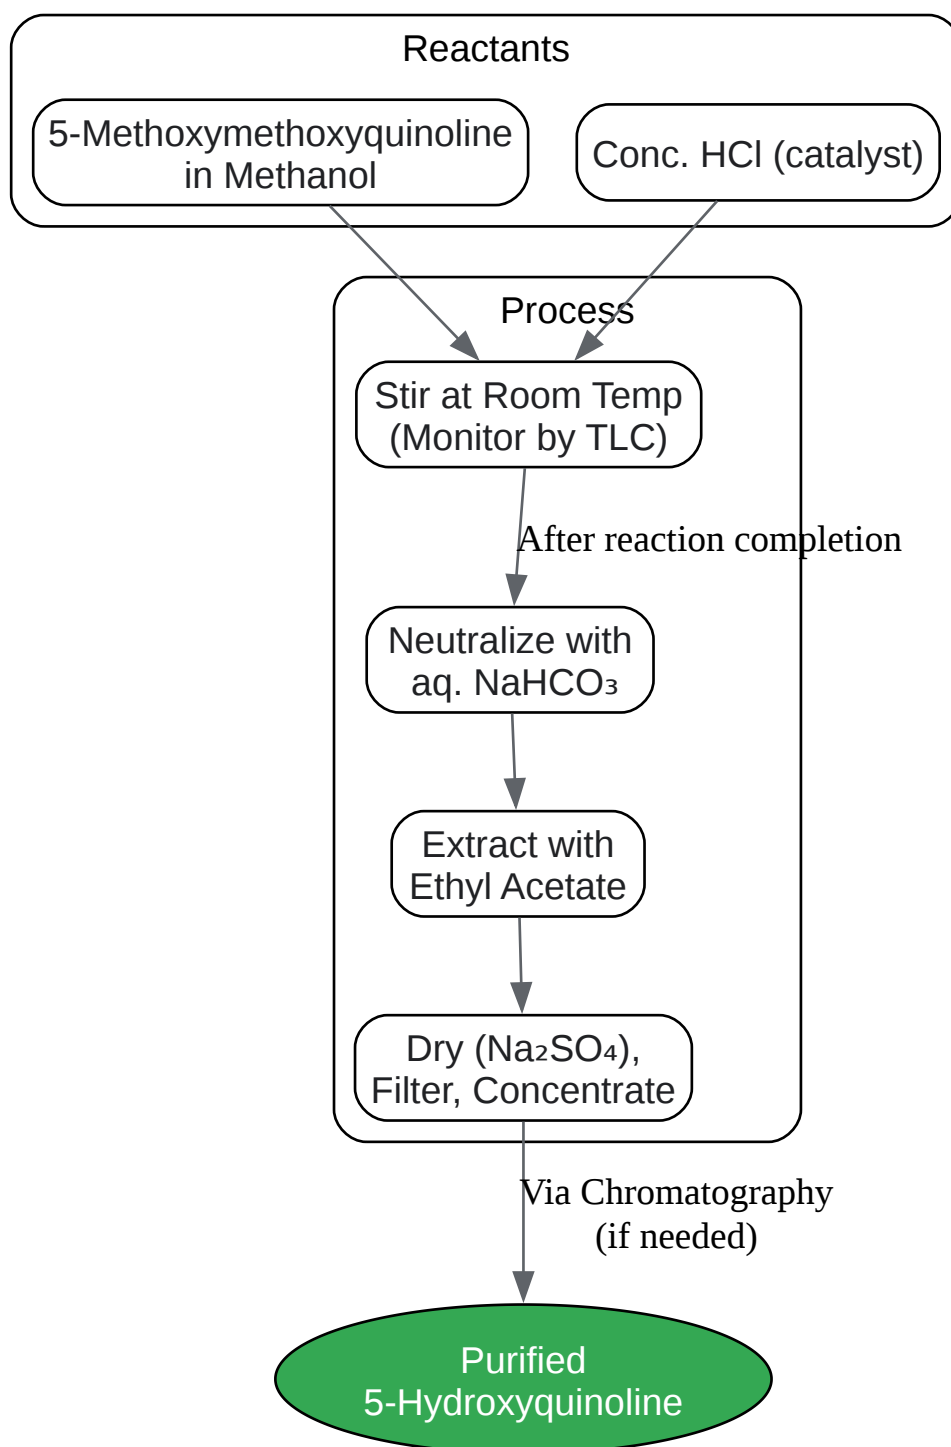 Reactants
5-Methoxymethoxyquinoline
in Methanol
Conc. HCl (catalyst)
Process
Stir at Room Temp
(Monitor by TLC)
After reaction completion
Neutralize with
aq. NaHCO₃
Extract with
Ethyl Acetate
Dry (Na₂SO₄),
Filter, Concentrate
Via Chromatography
(if needed)
Purified
5-Hydroxyquinoline